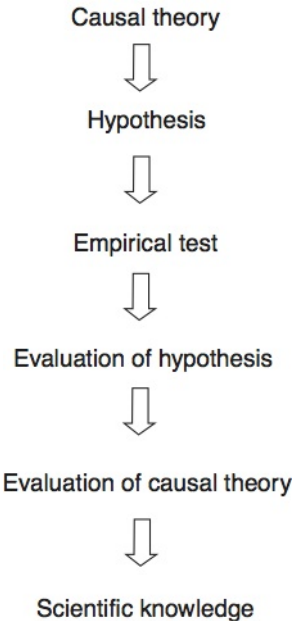 Causal theory
Hypothesis
Empirical test
Evaluation of hypothesis
Evaluation of causal theory
Scientific knowledge